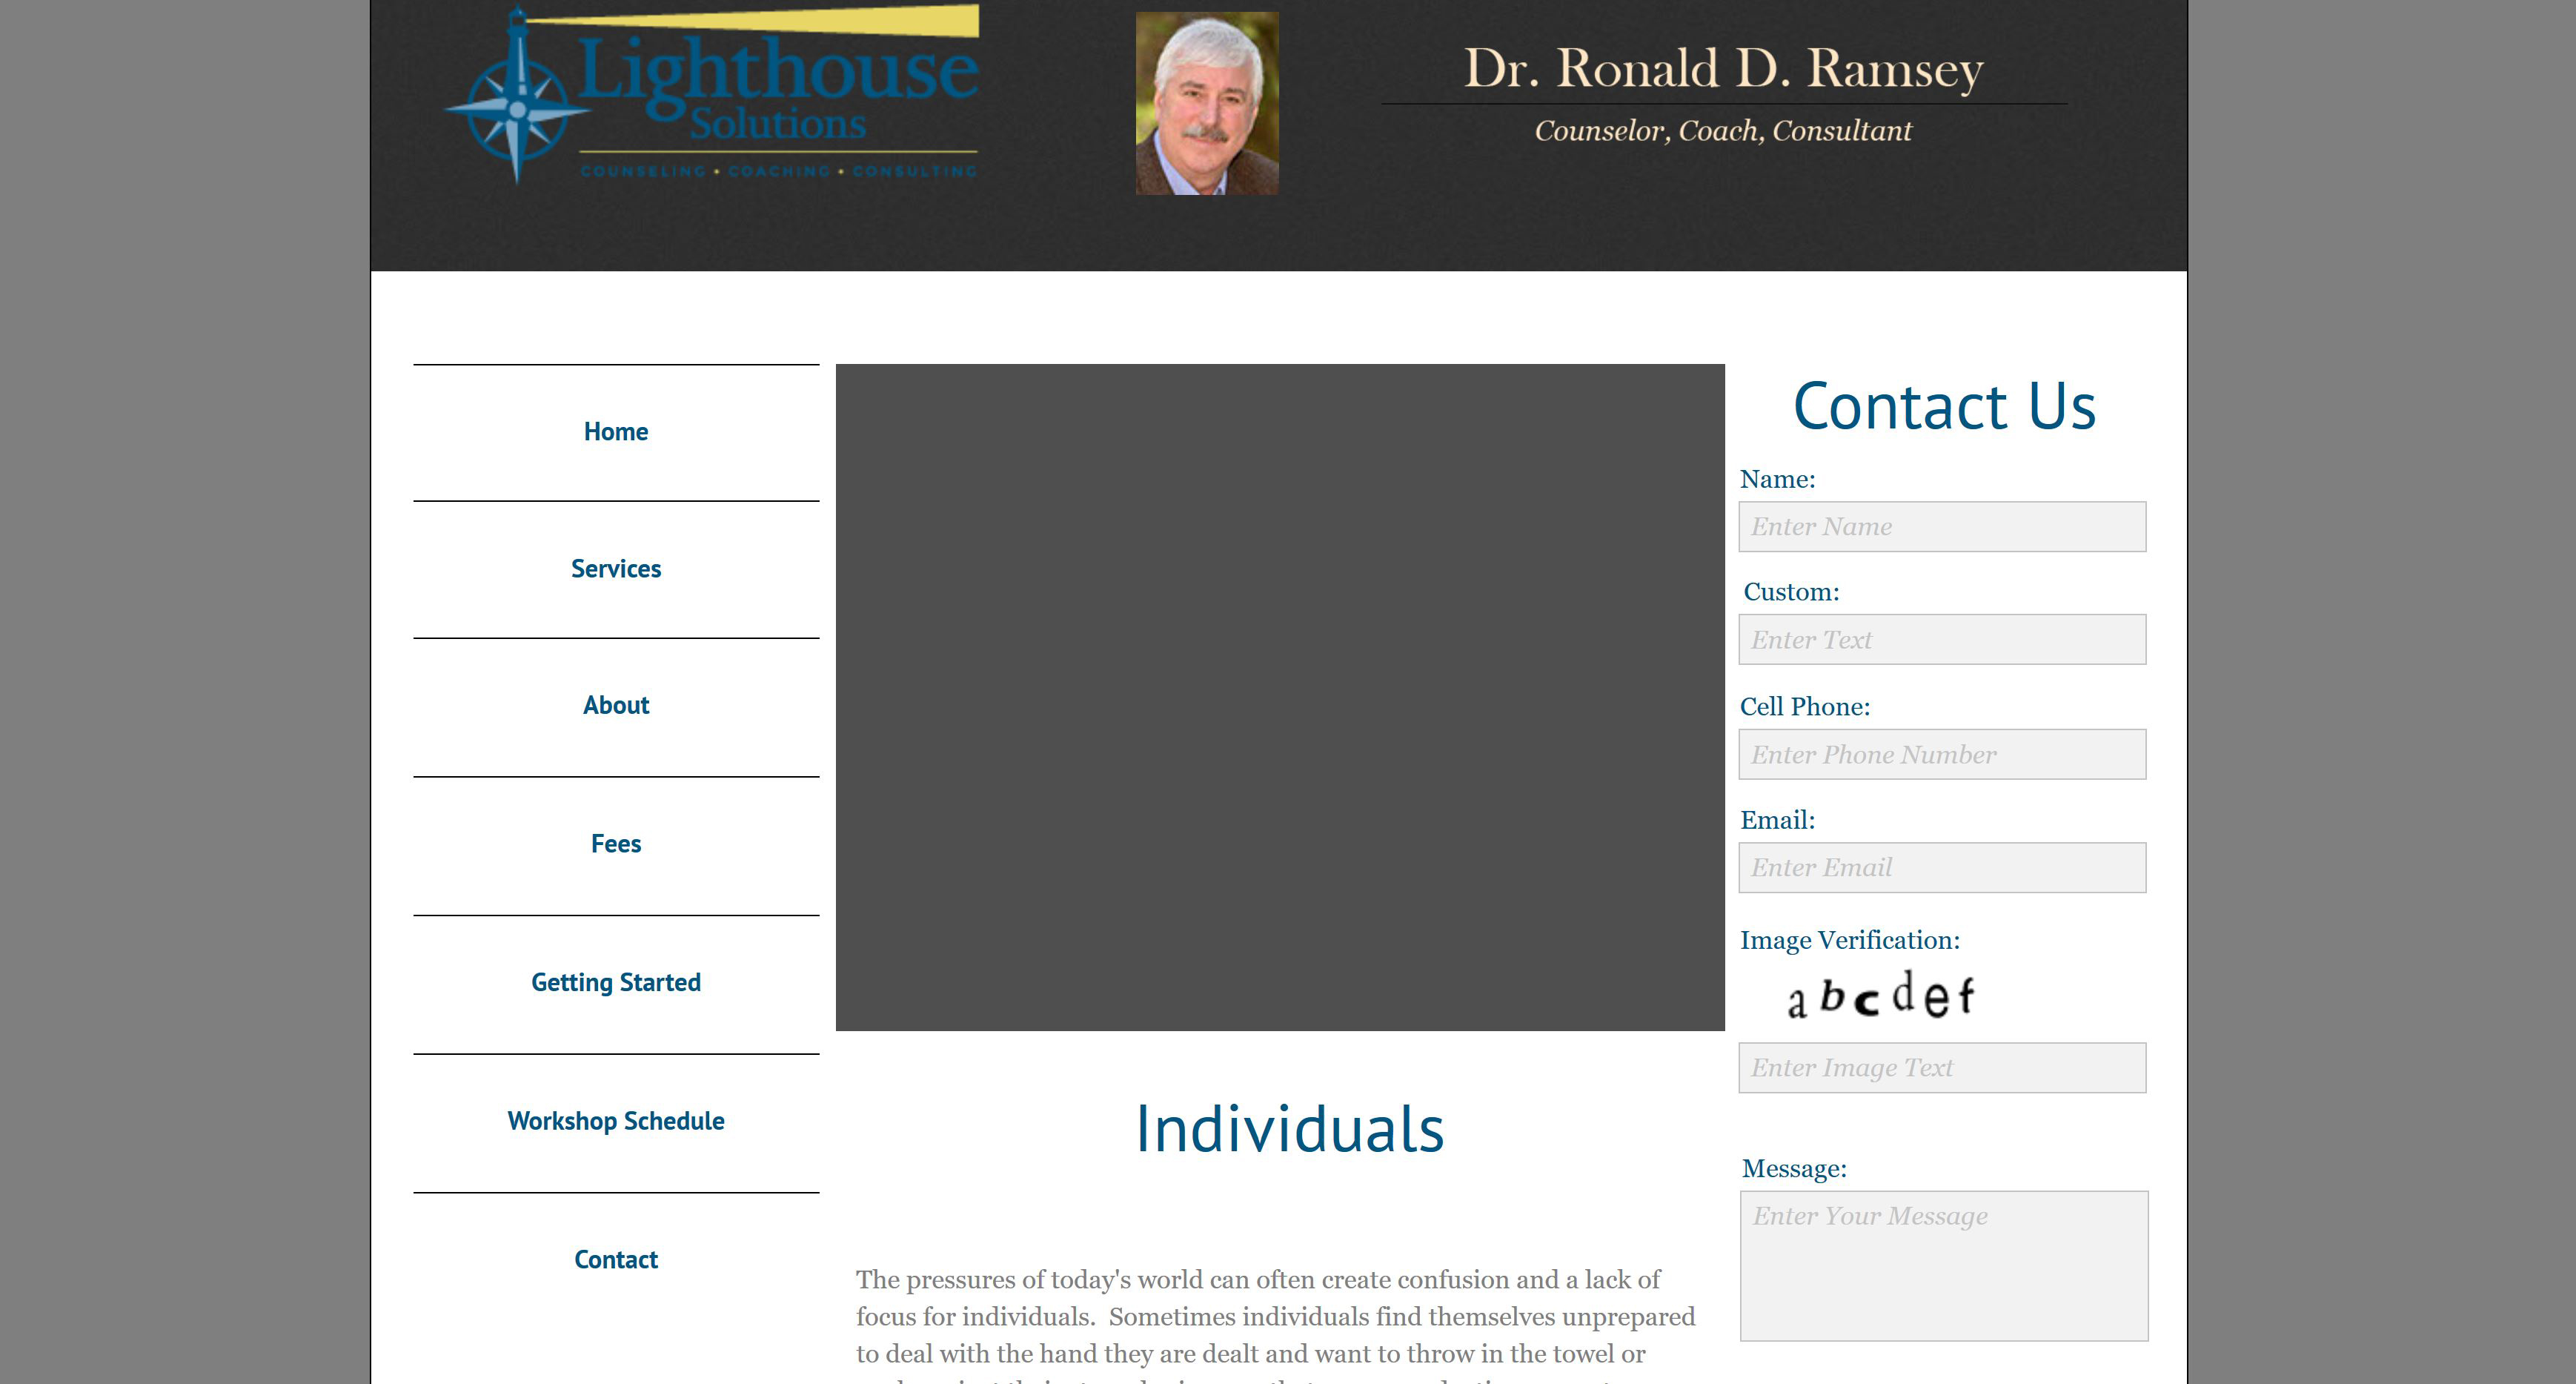 Lighthouse
Solutions
COUNSELING • COACHING • CONSULTING
Dr. Ronald D. Ramsey
Counselor, Coach, Consultant
Home
Services
About
Fees
Getting Started
Workshop Schedule
Contact
Individuals
The pressures of today's world can often create confusion and a lack of
focus for individuals.  Sometimes individuals find themselves unprepared
to deal with the hand they are dealt and want to throw in the towel or
Contact Us
Name:
Enter Name
Custom:
Enter Text
Cell Phone:
Enter Phone Number
Email:
Enter Email
Image Verification:
a b c d e f
Enter Image Text
Message:
Enter Your Message